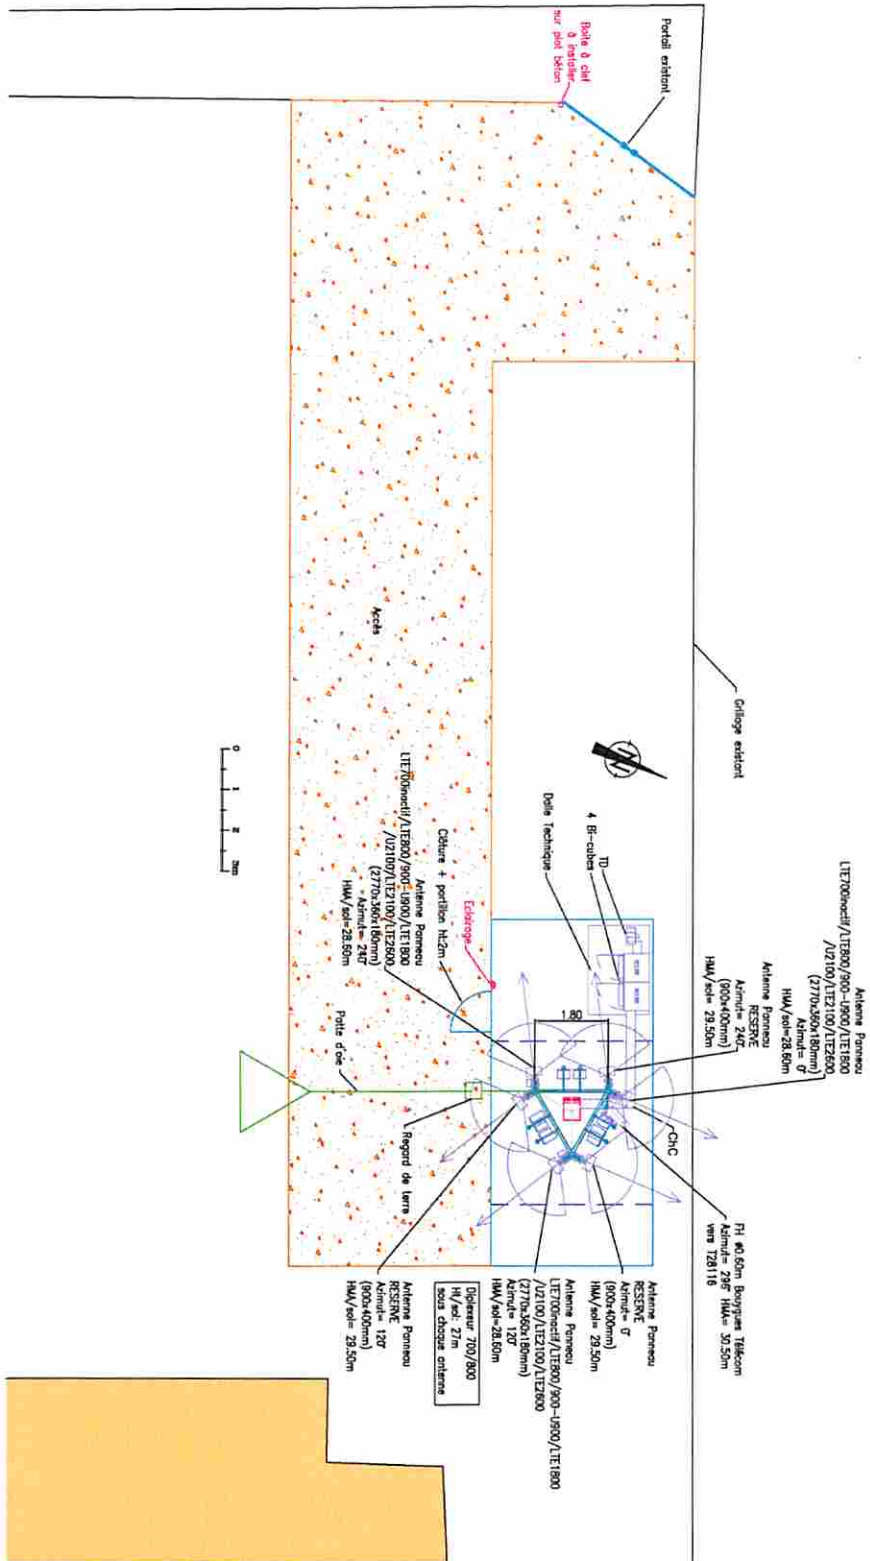 Portail existant
Boîte à clef
à installer
sur plot béton
Grillage existant
Accès
0 1 2 3m
N
Dalle Technique
4 Bi-cubes
TD
Antenne Panneau
LTE700inactif/LTE800/900-U900/LTE1800
/U2100/LTE2100/LTE2600
(2770x360x180mm)
Azimut= 0°
HMA/sol=28.60m
Antenne Panneau
RESERVE
Azimut= 240°
(900x400mm)
HMA/sol= 29.50m
Eclairage
Clôture + portillon ht:2m
Antenne Panneau
LTE700inactif/LTE800/900-U900/LTE1800
/U2100/LTE2100/LTE2600
(2770x360x180mm)
Azimut= 240°
HMA/sol=28.60m
1.80
ChC
Patte d'oie
Regard de terre
FH ø0.60m Bouygues Télécom
Azimut= 296° HMA= 30.50m
vers T28116
Antenne Panneau
RESERVE
Azimut= 0°
(900x400mm)
HMA/sol= 29.50m
Antenne Panneau
LTE700inactif/LTE800/900-U900/LTE1800
/U2100/LTE2100/LTE2600
(2770x360x180mm)
Azimut= 120°
HMA/sol=28.60m
Diplexeur 700/800
Ht/sol: 27m
sous chaque antenne
Antenne Panneau
RESERVE
Azimut= 120°
(900x400mm)
HMA/sol= 29.50m